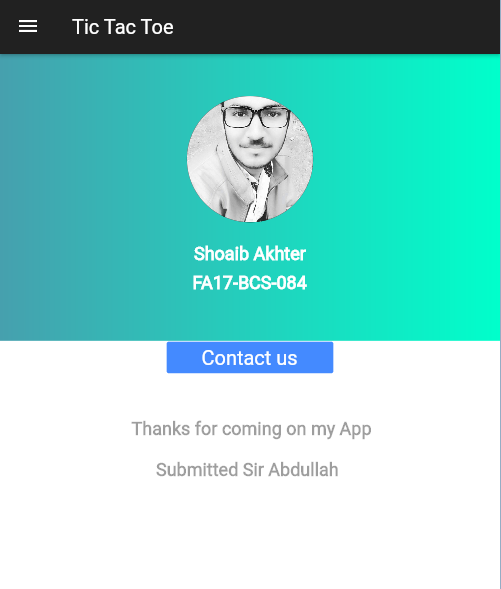 Tic Tac Toe
Shoaib Akhter
FA17-BCS-084
Contact us
Thanks for coming on my App
Submitted Sir Abdullah